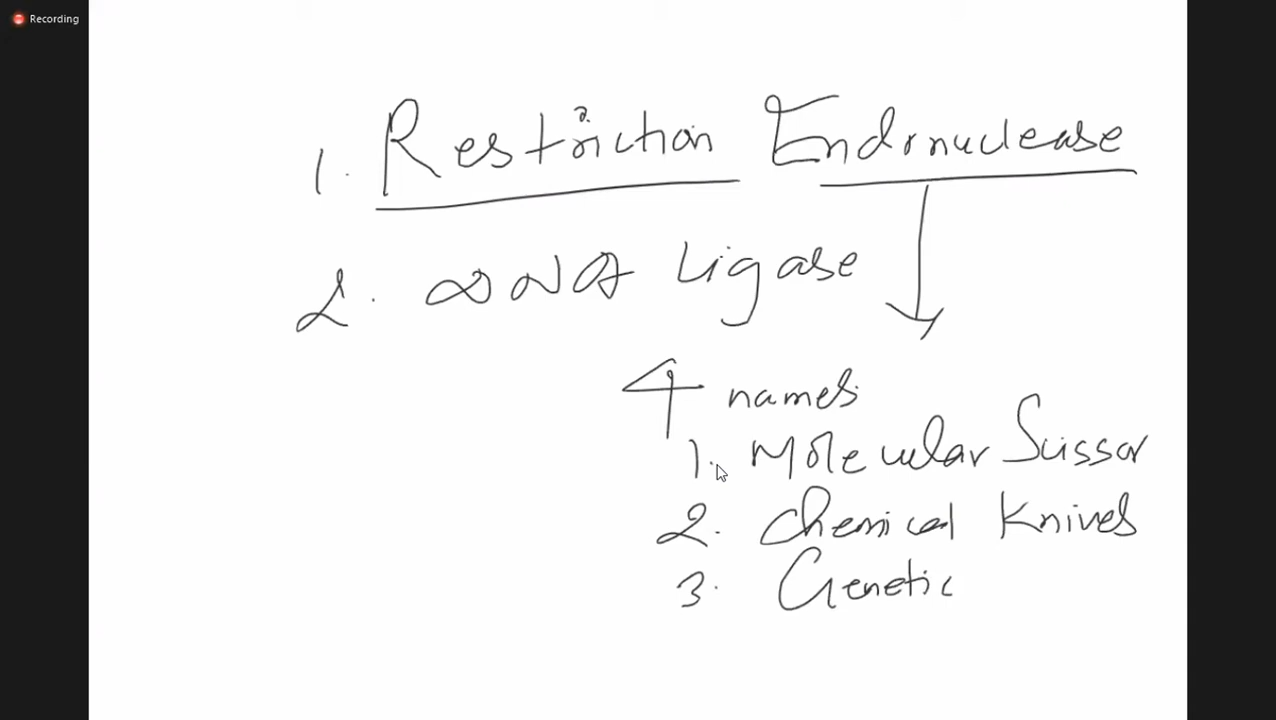 Recording
1. Restriction Endonuclease
2. DNA Ligase
4 names
1. Molecular Scissor
2. Chemical Knives
3. Genetic